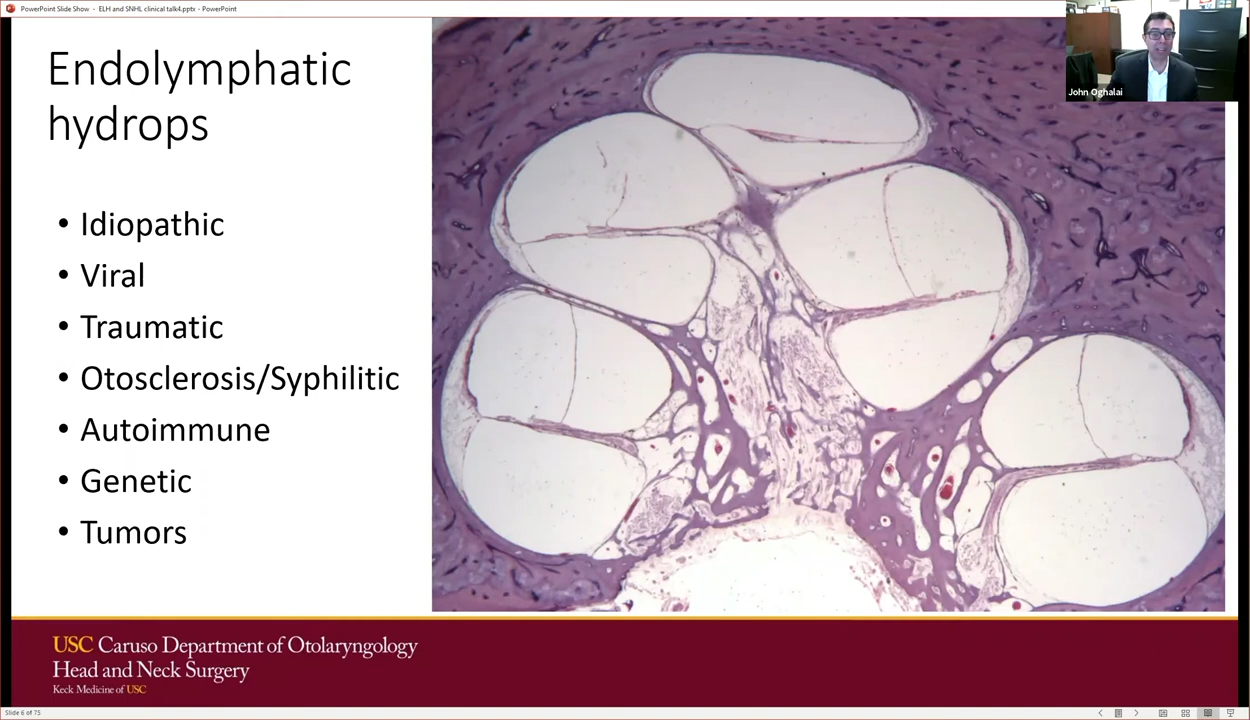 PowerPoint Slide Show - ELH and SNHL clinical talk4.pptx - PowerPoint
John Oghalai
Endolymphatic
hydrops
• Idiopathic
• Viral
• Traumatic
• Otosclerosis/Syphilitic
• Autoimmune
• Genetic
• Tumors
USC Caruso Department of Otolaryngology
Head and Neck Surgery
Keck Medicine of USC
Slide 6 of 75